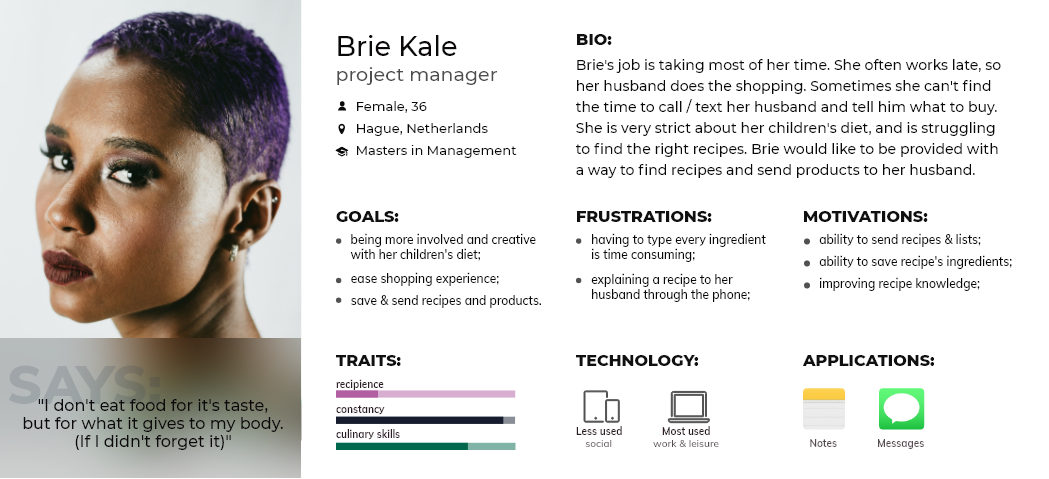 Brie Kale
project manager
Female, 36
Hague, Netherlands
Masters in Management
BIO:
Brie's job is taking most of her time. She often works late, so
her husband does the shopping. Sometimes she can't find
the time to call / text her husband and tell him what to buy.
She is very strict about her children's diet, and is struggling
to find the right recipes. Brie would like to be provided with
a way to find recipes and send products to her husband.
GOALS:
being more involved and creative
with her children's diet;
ease shopping experience;
save & send recipes and products.
FRUSTRATIONS:
having to type every ingredient
is time consuming;
explaining a recipe to her
husband through the phone;
MOTIVATIONS:
ability to send recipes & lists;
ability to save recipe's ingredients;
improving recipe knowledge;
SAYS:
"I don't eat food for it's taste,
but for what it gives to my body.
(If I didn't forget it)"
TRAITS:
recipience
constancy
culinary skills
TECHNOLOGY:
Less used
social
Most used
work & leisure
APPLICATIONS:
Notes
Messages